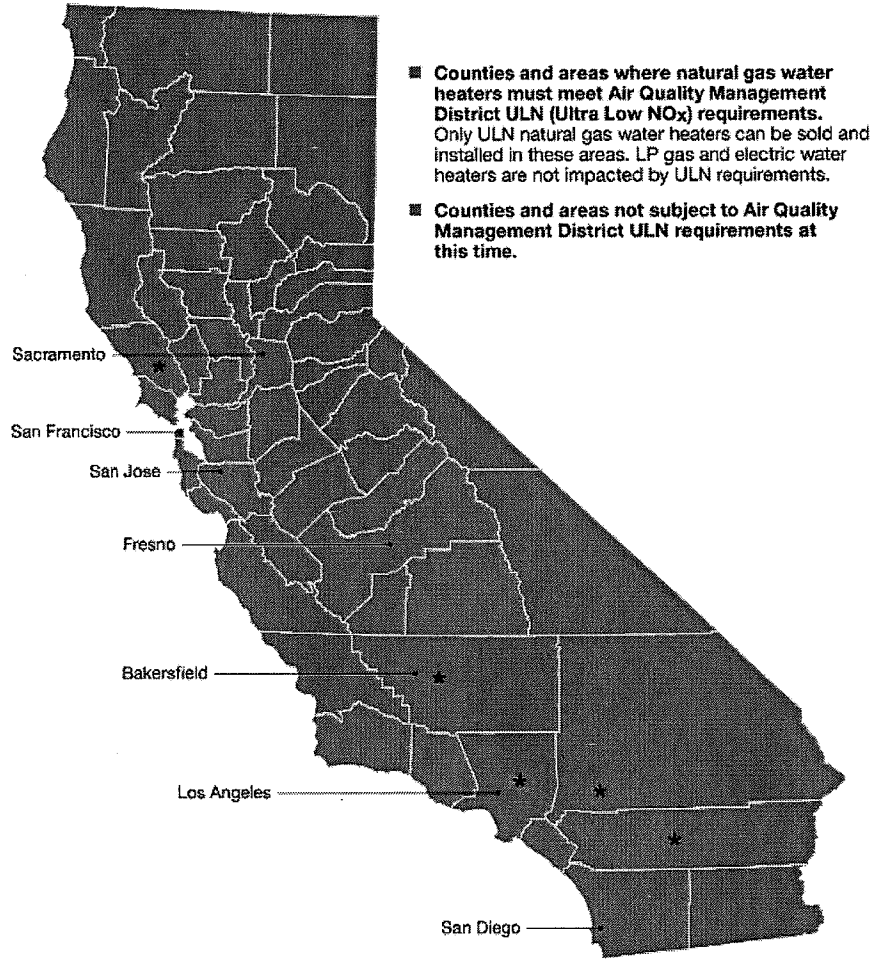 ■ Counties and areas where natural gas water
heaters must meet Air Quality Management
District ULN (Ultra Low NOx) requirements.
Only ULN natural gas water heaters can be sold and
installed in these areas. LP gas and electric water
heaters are not impacted by ULN requirements.
■ Counties and areas not subject to Air Quality
Management District ULN requirements at
this time.
Sacramento
San Francisco
San Jose
Fresno
Bakersfield
Los Angeles
San Diego